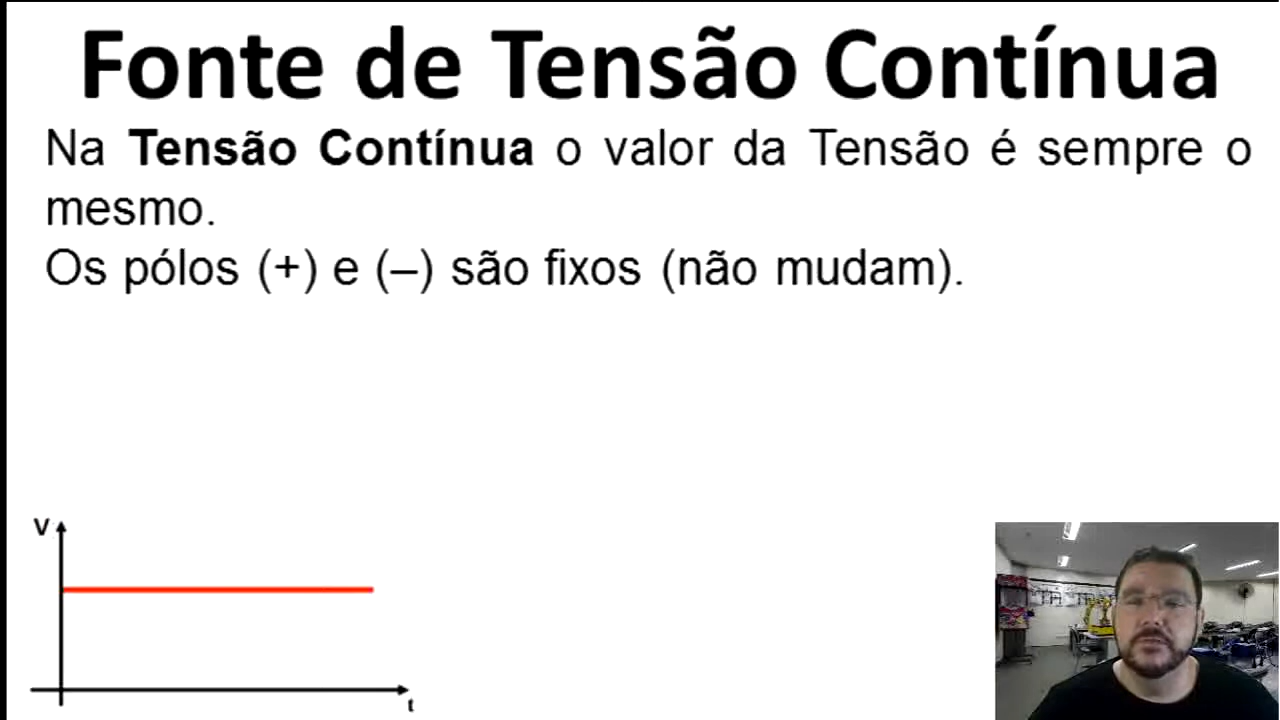 Fonte de Tensão Contínua
Na Tensão Contínua o valor da Tensão é sempre o
mesmo.
Os pólos (+) e (–) são fixos (não mudam).
V
t